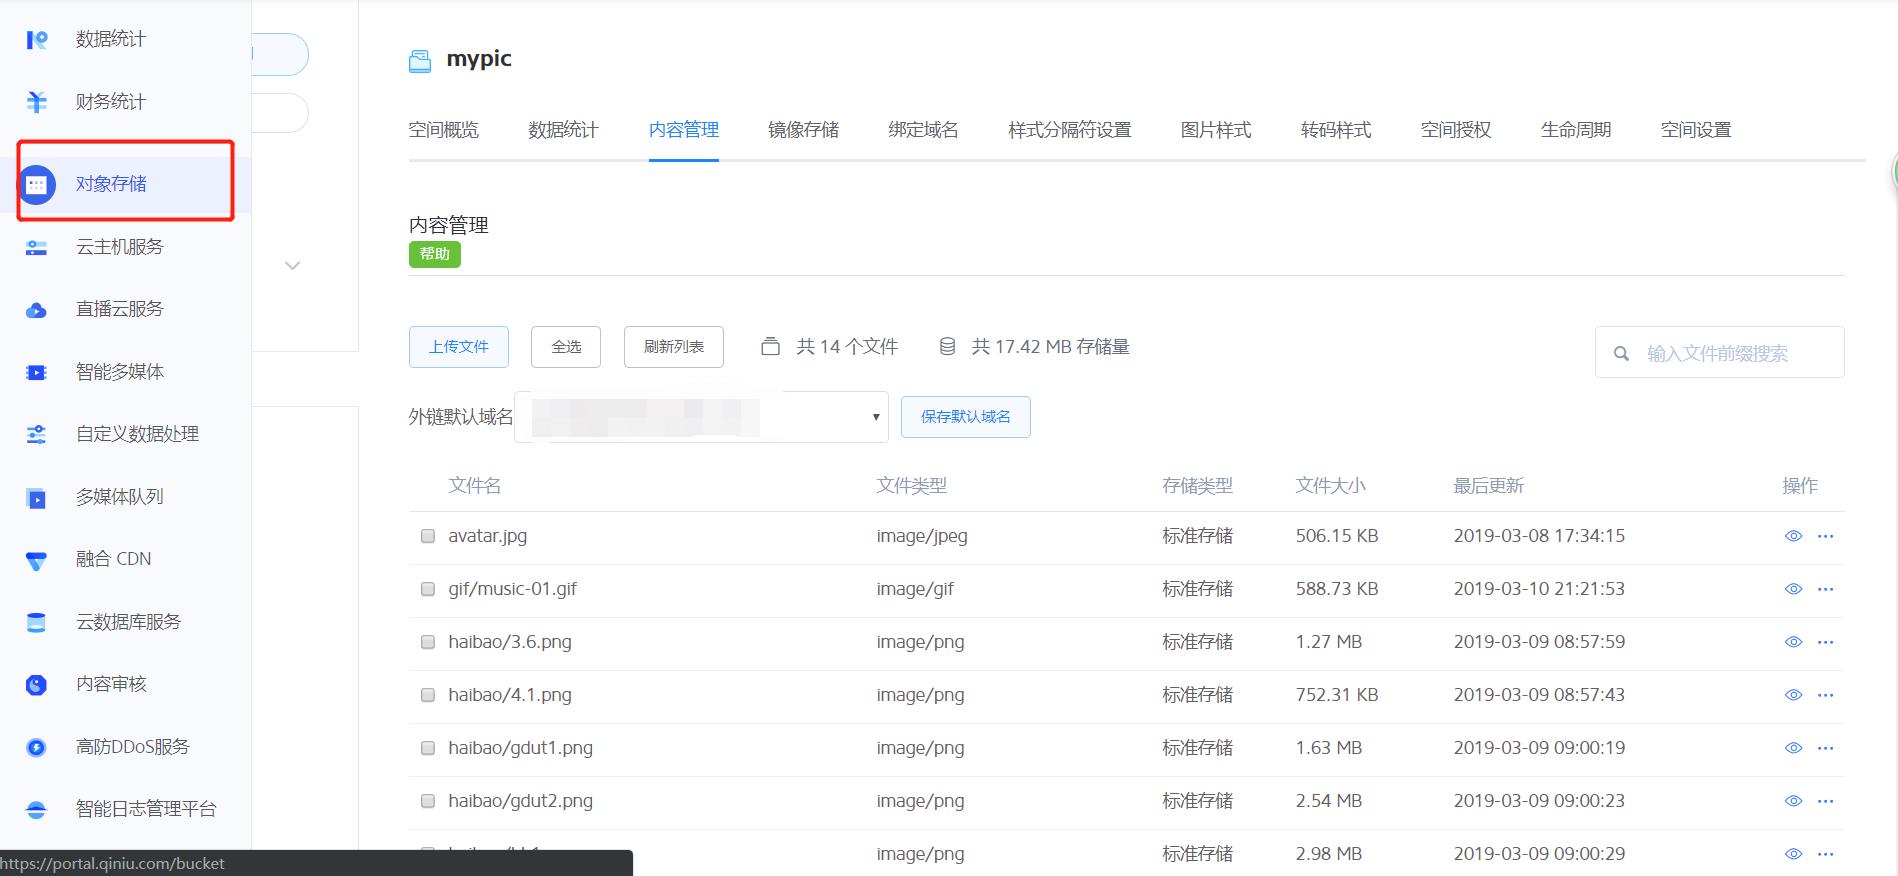 数据统计
财务统计
对象存储
云主机服务
直播云服务
智能多媒体
自定义数据处理
多媒体队列
融合 CDN
云数据库服务
内容审核
高防DDoS服务
智能日志管理平台
https://portal.qiniu.com/bucket
mypic
空间概览 数据统计 内容管理 镜像存储 绑定域名 样式分隔符设置 图片样式 转码样式 空间授权 生命周期 空间设置
内容管理
帮助
上传文件 全选 刷新列表 共 14 个文件 共 17.42 MB 存储量 输入文件前缀搜索
外链默认域名 保存默认域名
文件名 文件类型 存储类型 文件大小 最后更新 操作
avatar.jpg image/jpeg 标准存储 506.15 KB 2019-03-08 17:34:15
gif/music-01.gif image/gif 标准存储 588.73 KB 2019-03-10 21:21:53
haibao/3.6.png image/png 标准存储 1.27 MB 2019-03-09 08:57:59
haibao/4.1.png image/png 标准存储 752.31 KB 2019-03-09 08:57:43
haibao/gdut1.png image/png 标准存储 1.63 MB 2019-03-09 09:00:19
haibao/gdut2.png image/png 标准存储 2.54 MB 2019-03-09 09:00:23
image/png 标准存储 2.98 MB 2019-03-09 09:00:29